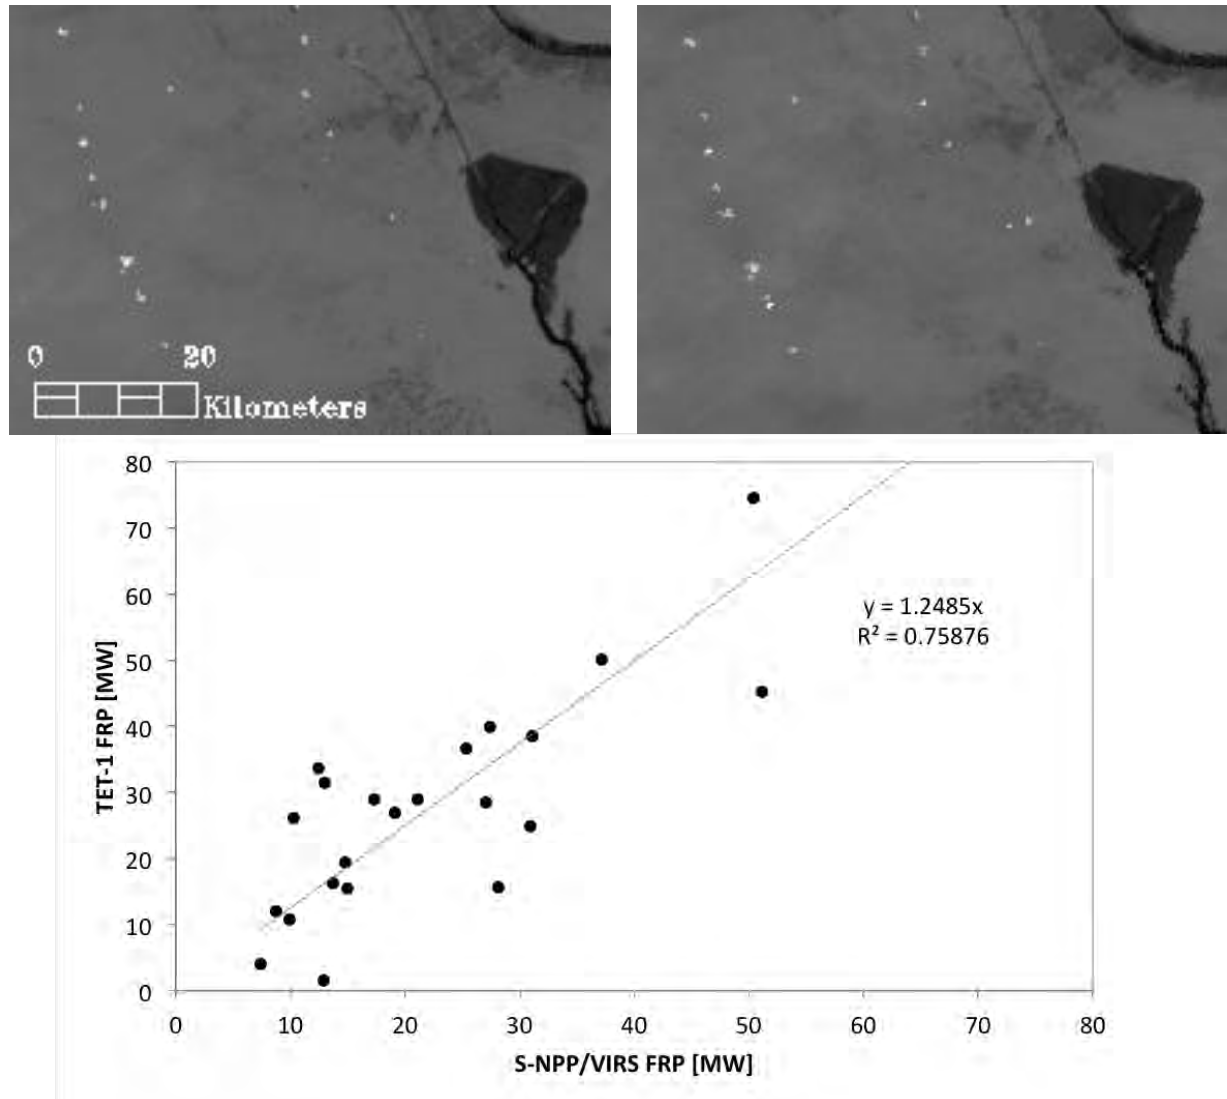 0 20
Kilometers
80
70
60
50
40
30
20
10
0
TET-1 FRP [MW]
y = 1.2485x
R² = 0.75876
0 10 20 30 40 50 60 70 80
S-NPP/VIRS FRP [MW]